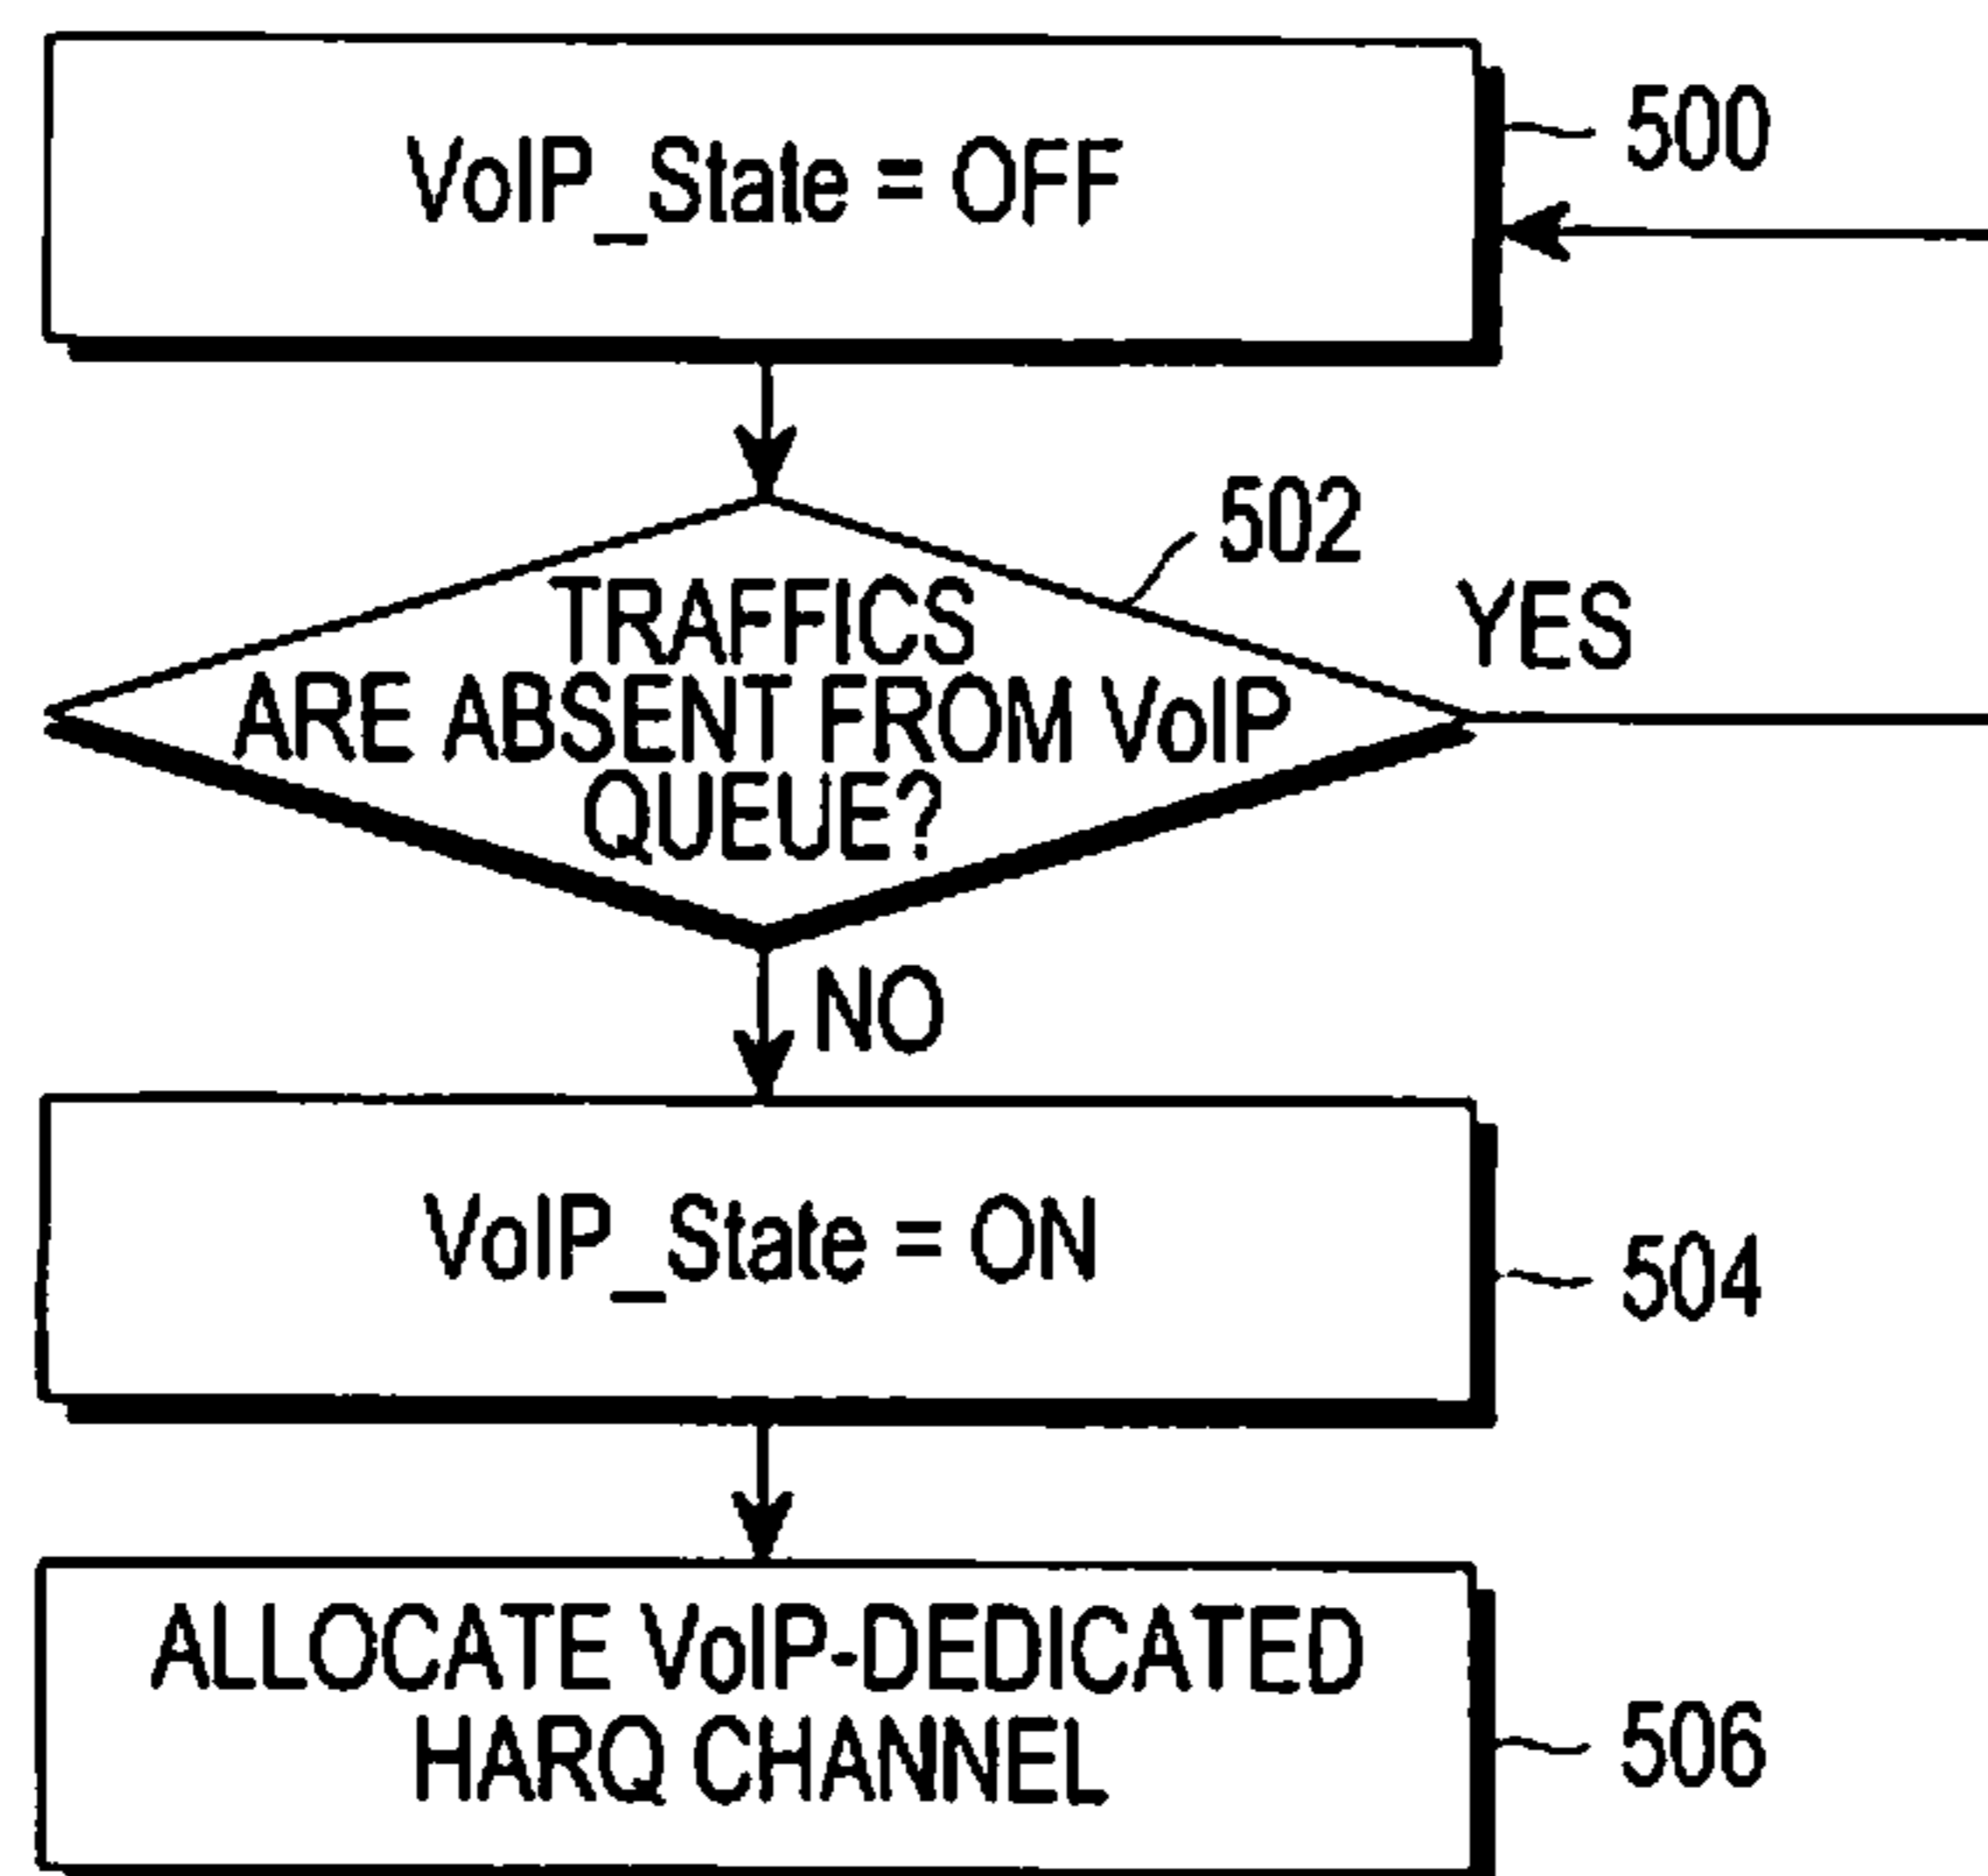 VoIP_State = OFF
500
502
TRAFFICS
ARE ABSENT FROM VoIP
QUEUE?
YES
NO
VoIP_State = ON
504
ALLOCATE VoIP-DEDICATED
HARQ CHANNEL
506